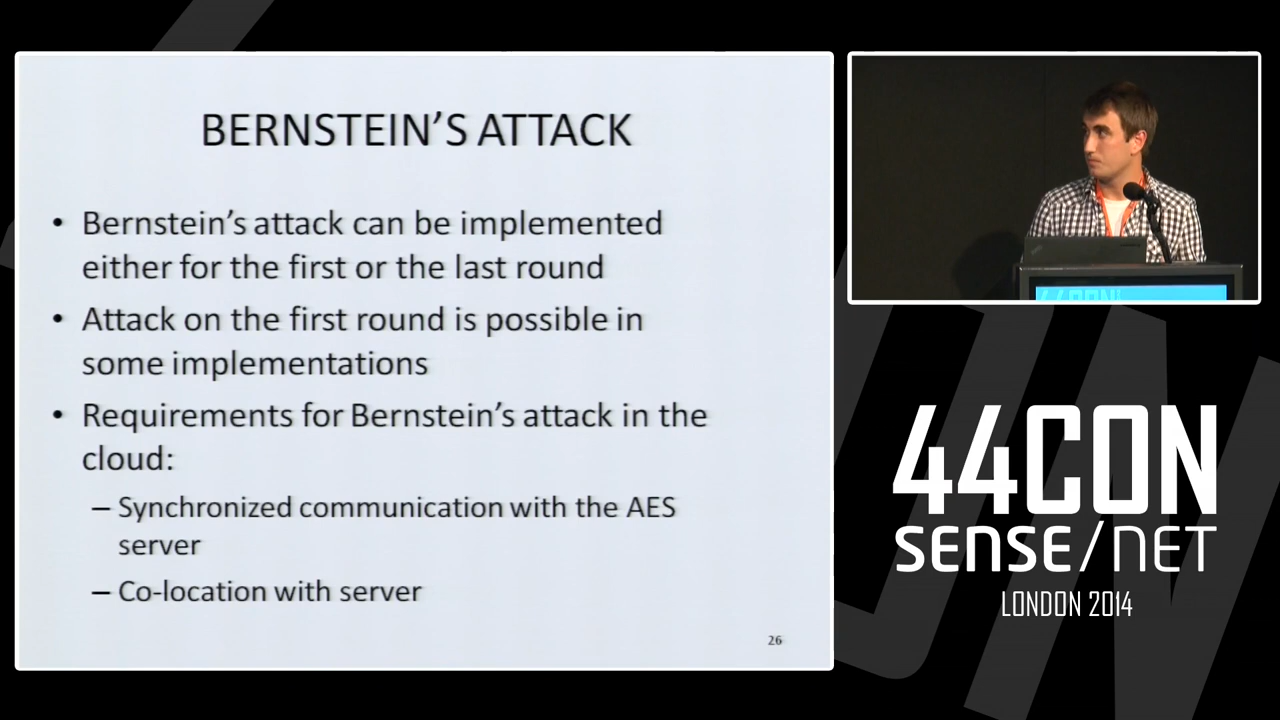 BERNSTEIN'S ATTACK
• Bernstein's attack can be implemented
either for the first or the last round
• Attack on the first round is possible in
some implementations
• Requirements for Bernstein's attack in the
cloud:
– Synchronized communication with the AES
server
– Co-location with server
26
44CON
44CON
SENSE/NET
LONDON 2014